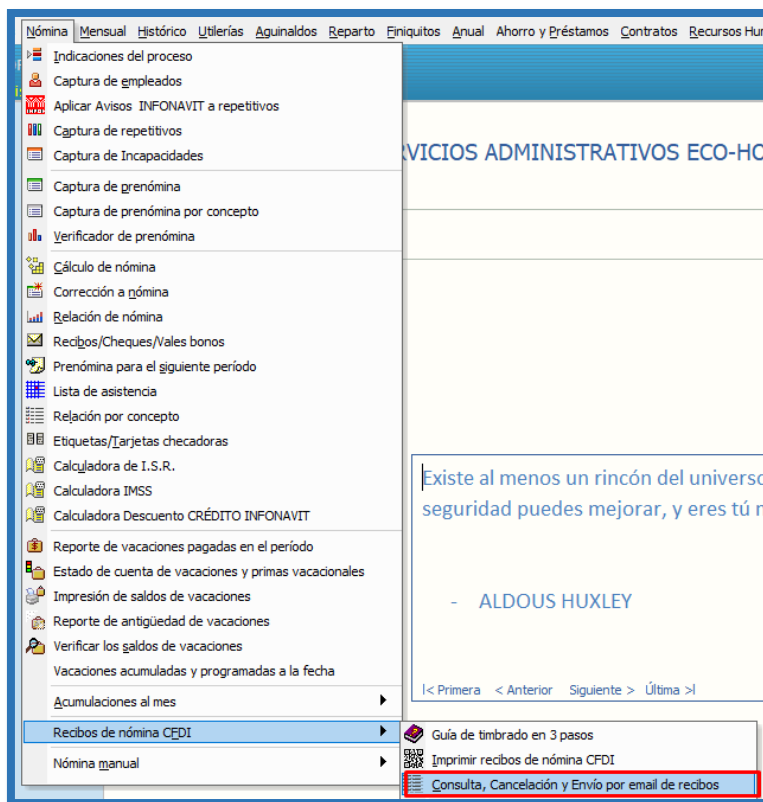 Nómina Mensual Histórico Utilerías Aguinaldos Reparto Finiquitos Anual Ahorro y Préstamos Contratos Recursos Hur
Indicaciones del proceso
Captura de empleados
Aplicar Avisos INFONAVIT a repetitivos
Captura de repetitivos
Captura de Incapacidades
VICIOS ADMINISTRATIVOS ECO-HO
Captura de prenómina
Captura de prenómina por concepto
Verificador de prenómina
Cálculo de nómina
Corrección a nómina
Relación de nómina
Recibos/Cheques/Vales bonos
Prenómina para el siguiente período
Lista de asistencia
Relación por concepto
Etiquetas/Tarjetas checadoras
Calculadora de I.S.R.
Calculadora IMSS
Calculadora Descuento CRÉDITO INFONAVIT
Existe al menos un rincón del universo
seguridad puedes mejorar, y eres tú
Reporte de vacaciones pagadas en el período
Estado de cuenta de vacaciones y primas vacacionales
Impresión de saldos de vacaciones
Reporte de antigüedad de vacaciones
Verificar los saldos de vacaciones
Vacaciones acumuladas y programadas a la fecha
- ALDOUS HUXLEY
|< Primera < Anterior Siguiente > Última >|
Acumulaciones al mes
Recibos de nómina CFDI
Nómina manual
Guía de timbrado en 3 pasos
Imprimir recibos de nómina CFDI
Consulta, Cancelación y Envío por email de recibos